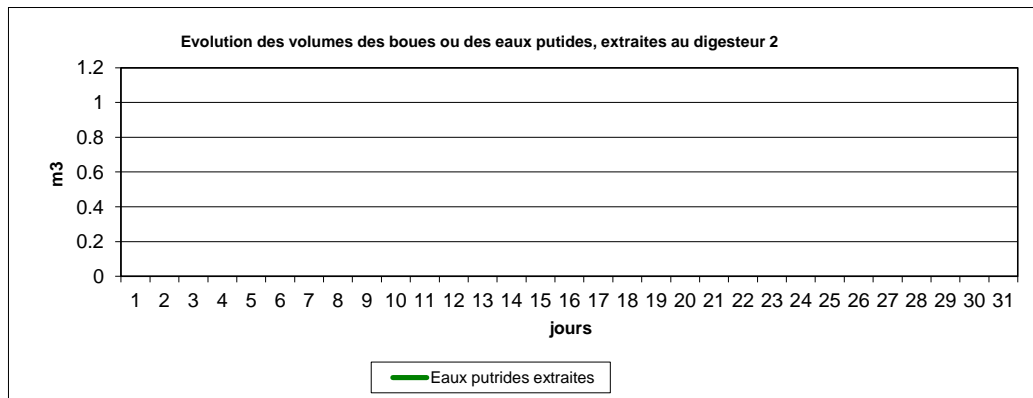 Evolution des volumes des boues ou des eaux putides, extraites au digesteur 2
1.2
1
0.8
0.6
0.4
0.2
0
m3
1 2 3 4 5 6 7 8 9 10 11 12 13 14 15 16 17 18 19 20 21 22 23 24 25 26 27 28 29 30 31
jours
Eaux putrides extraites